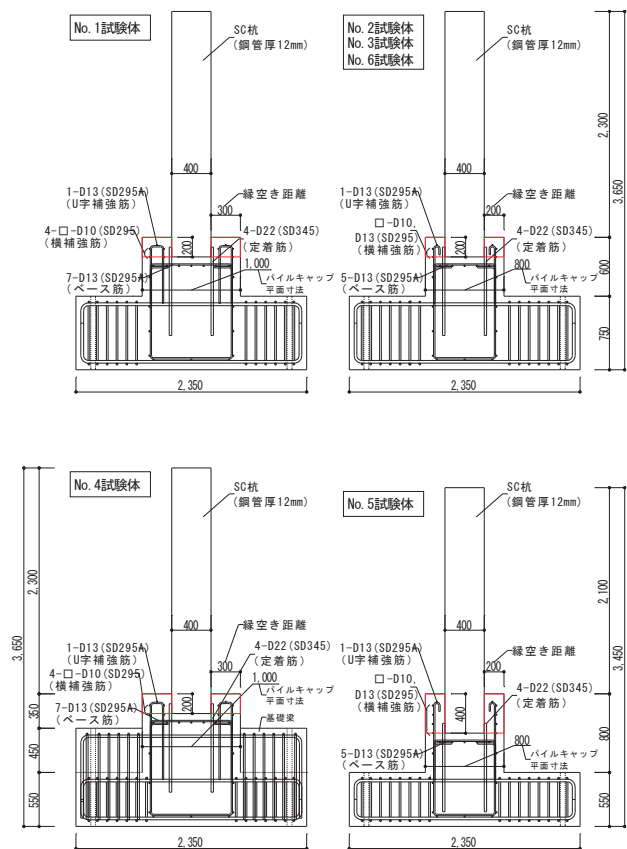 No. 1試験体
SC杭
(鋼管厚12mm)
400
縁空き距離
300
1-D13(SD295A)
(U字補強筋)
4-D22(SD345)
(定着筋)
4-□-D10(SD295)
(横補強筋)
200
1,000
7-D13(SD295A)
(ベース筋)
パイルキャップ
平面寸法
2,350
No. 2試験体
No. 3試験体
No. 6試験体
SC杭
(鋼管厚12mm)
2,300
3,650
400
縁空き距離
200
1-D13(SD295A)
(U字補強筋)
□-D10,
D13(SD295)
(横補強筋)
4-D22(SD345)
(定着筋)
200
600
5-D13(SD295A)
(ベース筋)
800
パイルキャップ
平面寸法
750
2,350
No. 4試験体
SC杭
(鋼管厚12mm)
2,300
3,650
400
縁空き距離
1-D13(SD295A)
(U字補強筋)
300
4-D22(SD345)
(定着筋)
4-□-D10(SD295)
(横補強筋)
200
1,000
パイルキャップ
平面寸法
7-D13(SD295A)
(ベース筋)
基礎梁
350
450
550
2,350
No. 5試験体
SC杭
(鋼管厚12mm)
2,100
3,450
400
縁空き距離
1-D13(SD295A)
(U字補強筋)
200
□-D10,
D13(SD295)
(横補強筋)
4-D22(SD345)
(定着筋)
400
5-D13(SD295A)
(ベース筋)
800
パイルキャップ
平面寸法
800
550
2,350